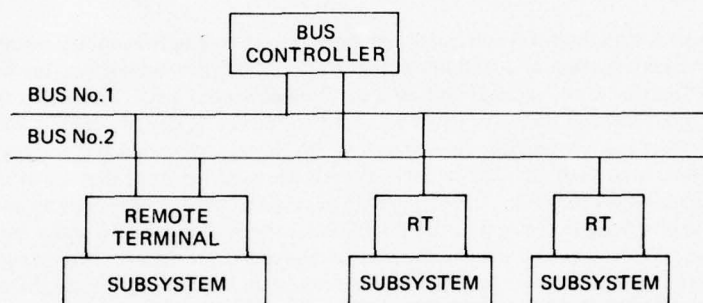 BUS
CONTROLLER
BUS No.1
BUS No.2
REMOTE
TERMINAL
RT
RT
SUBSYSTEM
SUBSYSTEM
SUBSYSTEM